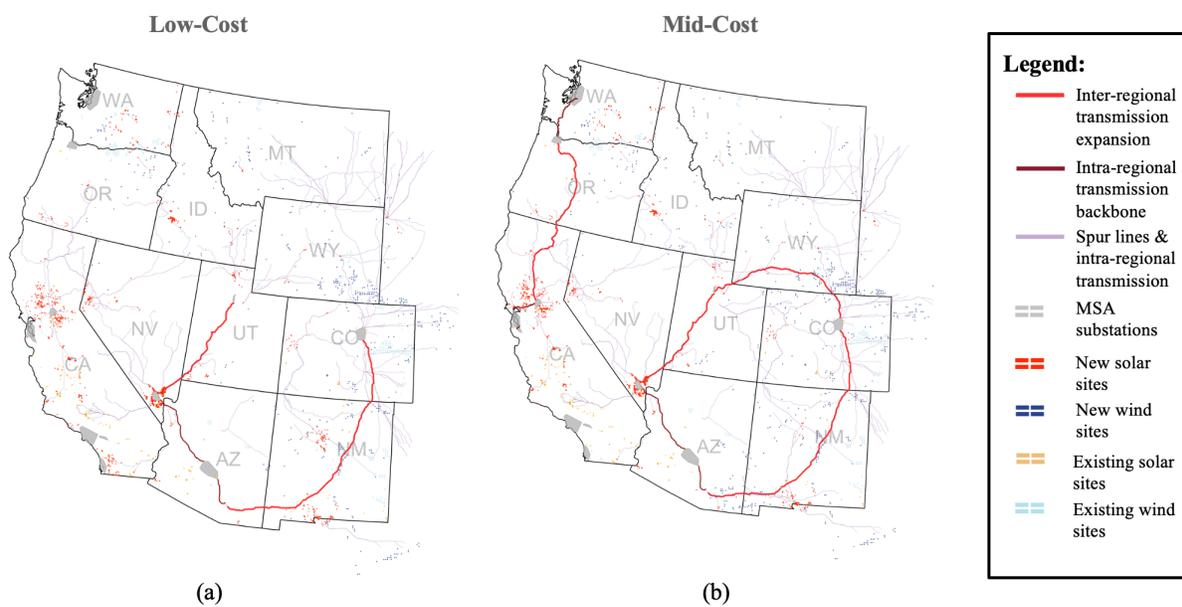 Low-Cost
Mid-Cost
WA
MT
OR
ID
WY
NV
UT
CO
CA
AZ
NM
(a)
WA
MT
OR
ID
WY
NV
UT
CO
CA
AZ
NM
(b)
Legend:
Inter-regional
transmission
expansion
Intra-regional
transmission
backbone
Spur lines &
intra-regional
transmission
MSA
substations
New solar
sites
New wind
sites
Existing solar
sites
Existing wind
sites